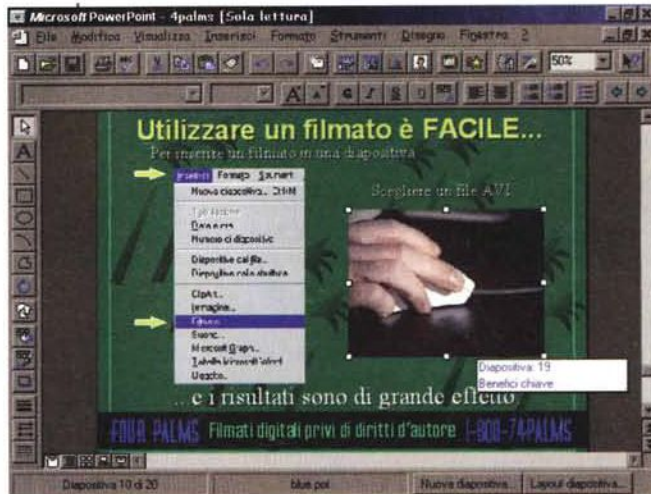 Microsoft PowerPoint - 4palms [Sola lettura]
File Modifica Visualizza Inserisci Formato Strumenti Disegno Finestra ?
50%
A A G S
Utilizzare un filmato è FACILE...
Per inserire un filmato in una diapositiva
Inserisci Formato Strumenti
Nuova diapositiva... Ctrl+M
Data e ora
Numero di diapositiva
Diapositive da file...
Diapositive da struttura
ClipArt...
Immagine...
Filmato...
Suono...
Microsoft Graph...
Tabella Microsoft Word
Oggetto...
Scegliere un file AVI
Diapositiva: 19
Benefici chiave
...e i risultati sono di grande effetto
FOUR PALMS Filmati digitali privi di diritti d'autore 1-800-74PALMS
Diapositiva 10 di 20
blue.pot
Nuova diapositiva...
Layout diapositiva...